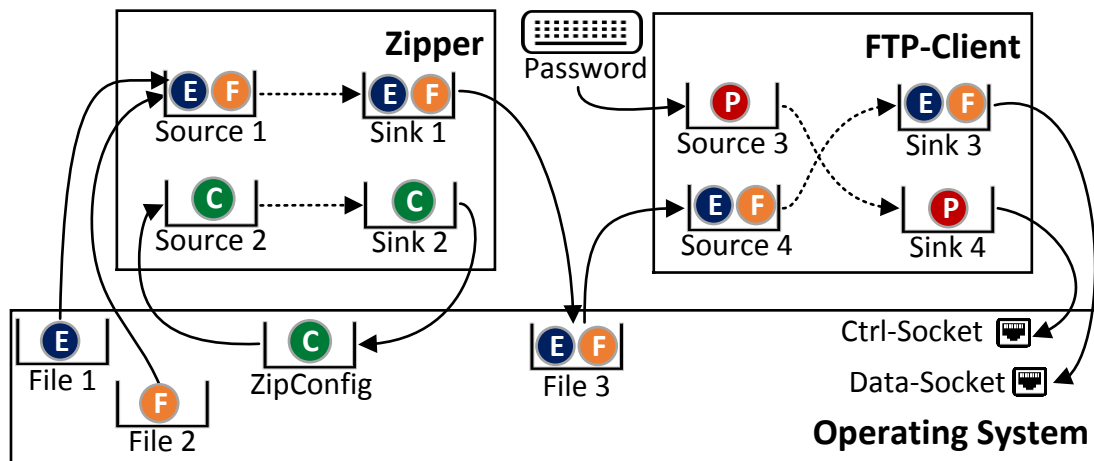 Zipper
E F
Source 1
E F
Sink 1
C
Source 2
C
Sink 2
Password
FTP-Client
P
Source 3
E F
Sink 3
E F
Source 4
P
Sink 4
E
File 1
F
File 2
C
ZipConfig
E F
File 3
Ctrl-Socket
Data-Socket
Operating System